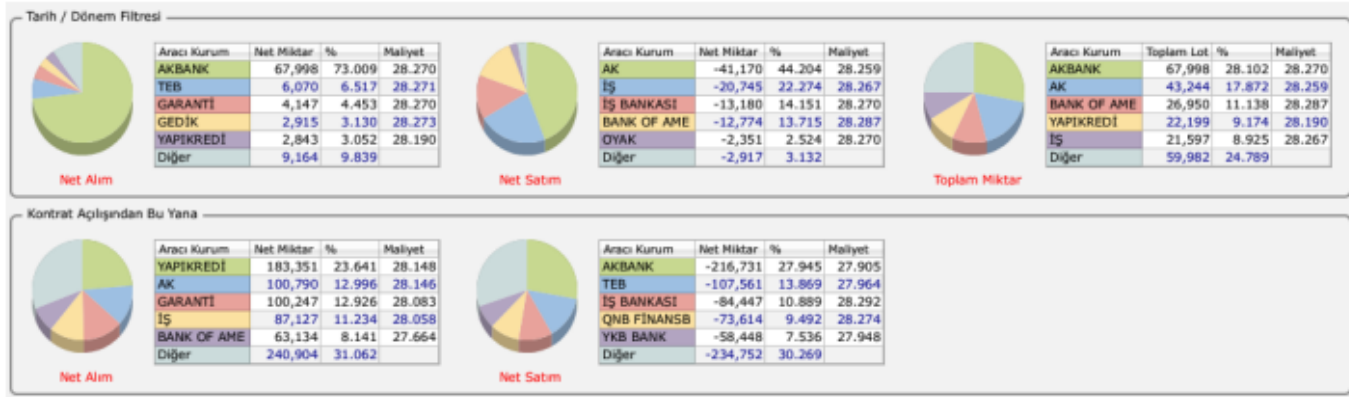 Tarih / Dönem Filtresi
Aracı Kurum Net Miktar % Maliyet
AKBANK 67,998 73.009 28.270
TEB 6,070 6.517 28.271
GARANTİ 4,147 4.453 28.270
GEDİK 2,915 3.130 28.273
YAPIKREDİ 2,843 3.052 28.190
Diğer 9,164 9.839
Net Alım
Aracı Kurum Net Miktar % Maliyet
AK -41,170 44.204 28.259
İŞ -20,745 22.274 28.267
İŞ BANKASI -13,180 14.151 28.270
BANK OF AME -12,774 13.715 28.287
OYAK -2,351 2.524 28.270
Diğer -2,917 3.132
Net Satım
Aracı Kurum Toplam Lot % Maliyet
AKBANK 67,998 28.102 28.270
AK 43,244 17.872 28.259
BANK OF AME 26,950 11.138 28.287
YAPIKREDİ 22,199 9.174 28.190
İŞ 21,597 8.925 28.267
Diğer 59,982 24.789
Toplam Miktar
Kontrat Açılışından Bu Yana
Aracı Kurum Net Miktar % Maliyet
YAPIKREDİ 183,351 23.641 28.148
AK 100,790 12.996 28.146
GARANTİ 100,247 12.926 28.083
İŞ 87,127 11.234 28.058
BANK OF AME 63,134 8.141 27.664
Diğer 240,904 31.062
Net Alım
Aracı Kurum Net Miktar % Maliyet
AKBANK -216,731 27.945 27.905
TEB -107,561 13.869 27.964
İŞ BANKASI -84,447 10.889 28.292
QNB FİNANSB -73,614 9.492 28.274
YKB BANK -58,448 7.536 27.948
Diğer -234,752 30.269
Net Satım